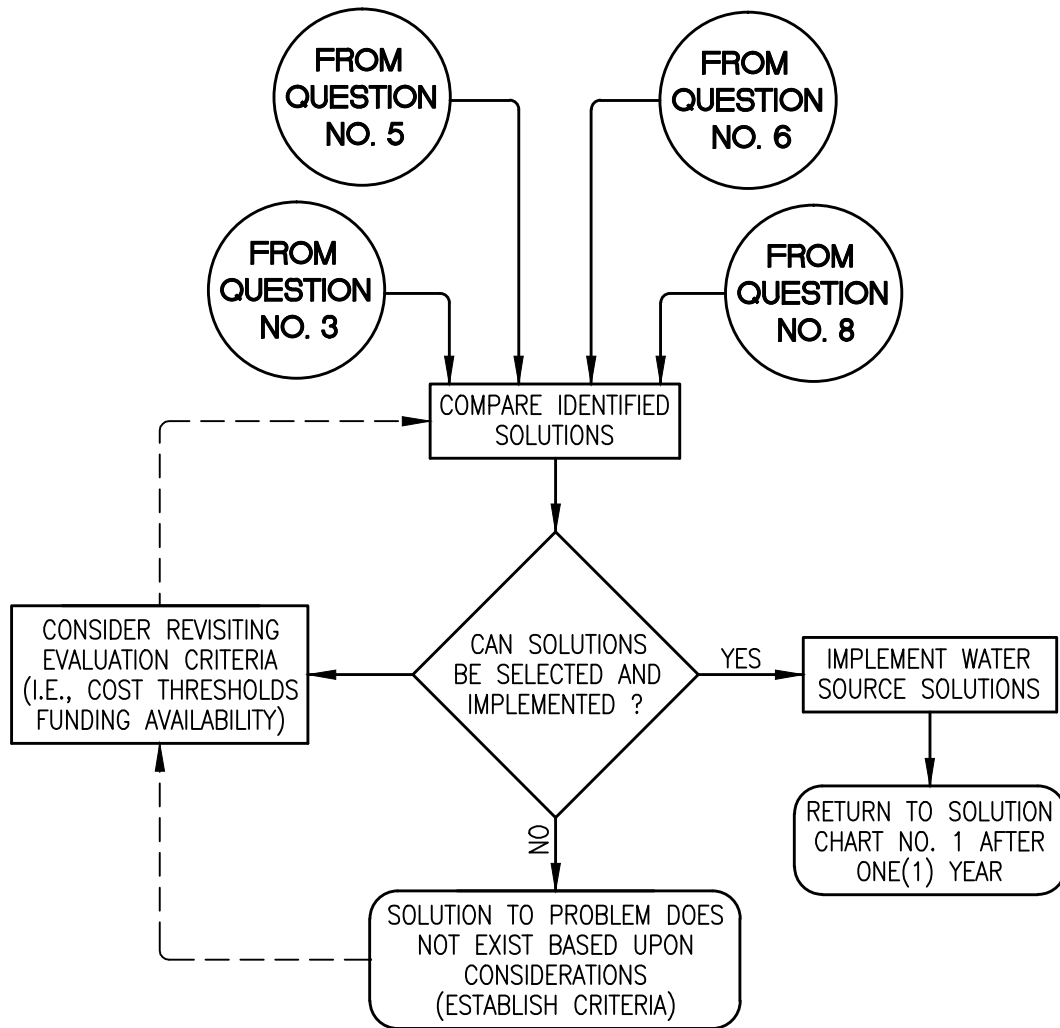 FROM
QUESTION
NO. 5
FROM
QUESTION
NO. 6
FROM
QUESTION
NO. 3
FROM
QUESTION
NO. 8
COMPARE IDENTIFIED
SOLUTIONS
CONSIDER REVISITING
EVALUATION CRITERIA
(I.E., COST THRESHOLDS
FUNDING AVAILABILITY)
CAN SOLUTIONS
BE SELECTED AND
IMPLEMENTED ?
YES
IMPLEMENT WATER
SOURCE SOLUTIONS
RETURN TO SOLUTION
CHART NO. 1 AFTER
ONE(1) YEAR
NO
SOLUTION TO PROBLEM DOES
NOT EXIST BASED UPON
CONSIDERATIONS
(ESTABLISH CRITERIA)